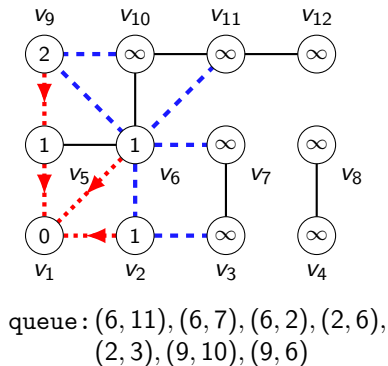 v₉ v₁₀ v₁₁ v₁₂
2 ∞ ∞ ∞
1 1 ∞ ∞
v₅ v₆ v₇ v₈
0 1 ∞ ∞
v₁ v₂ v₃ v₄
queue: (6, 11), (6, 7), (6, 2), (2, 6),
(2, 3), (9, 10), (9, 6)